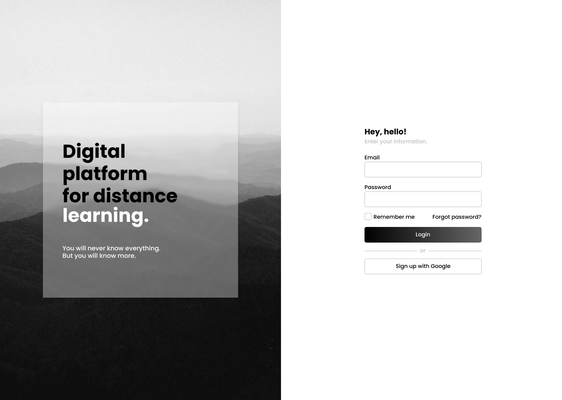 Digital
platform
for distance
learning.
You will never know everything.
But you will know more.
Hey, hello!
Enter your information.
Email
Password
Remember me
Forgot password?
Login
or
Sign up with Google